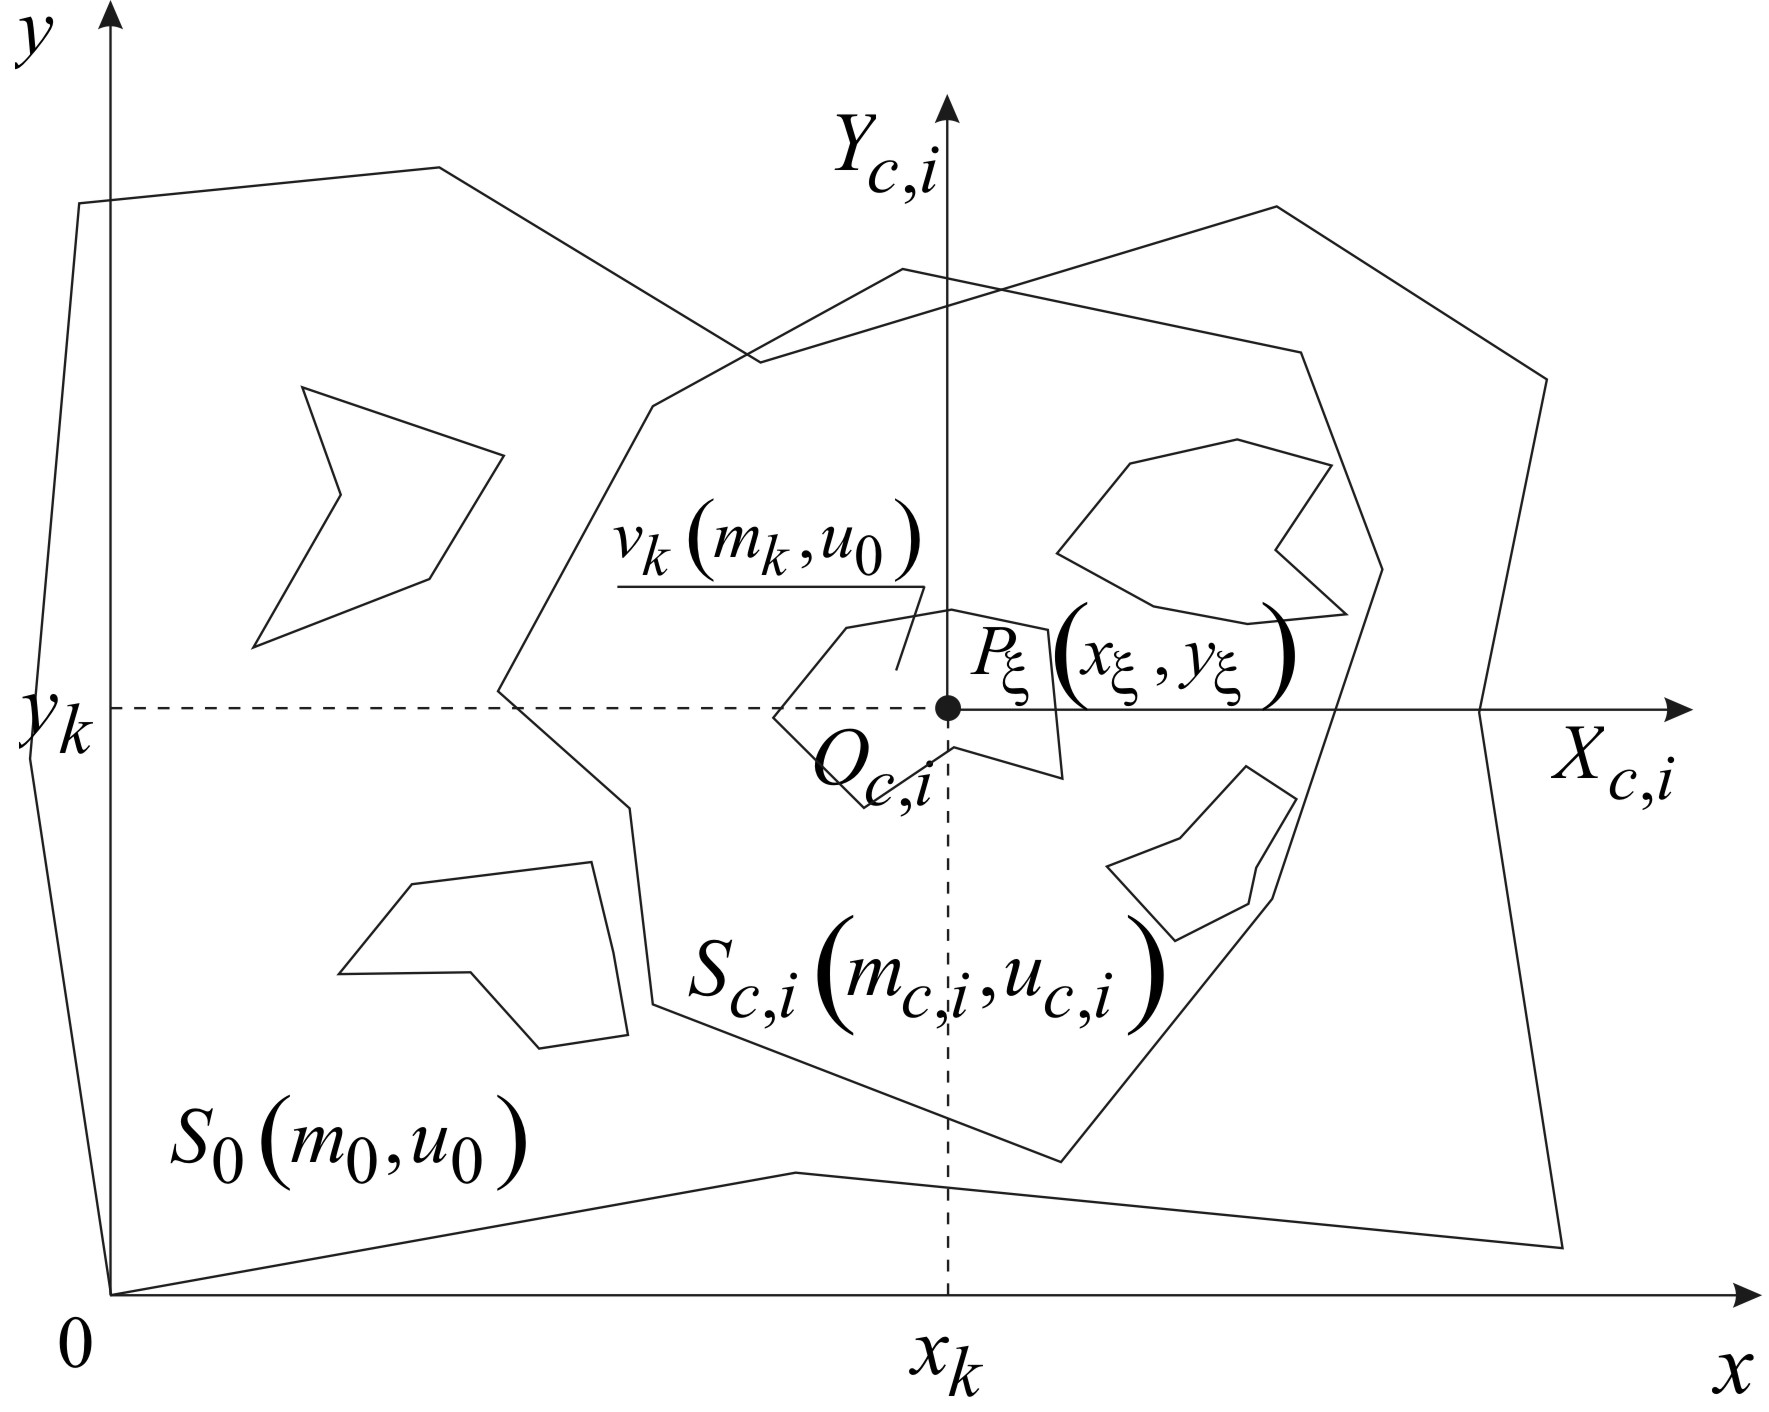 y
Y_{c,i}
v_k(m_k,u_0)
P_ξ(x_ξ,y_ξ)
y_k
O_{c,i}
X_{c,i}
S_{c,i}(m_{c,i},u_{c,i})
S_0(m_0,u_0)
0
x_k
x